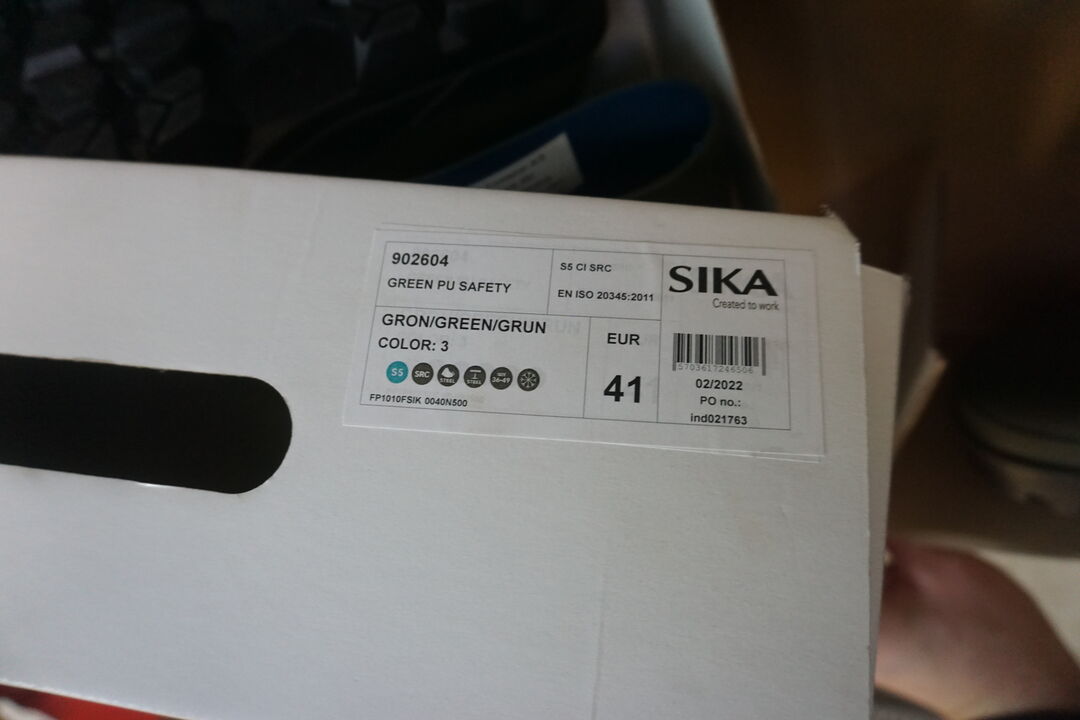 902604
GREEN PU SAFETY
S5 CI SRC
EN ISO 20345:2011
SIKA
Created to work
GRON/GREEN/GRUN
COLOR: 3
S5 SRC STEEL STEEL 36-49
FP1010FSIK 0040N500
EUR
41
5703617246506
02/2022
PO no.:
ind021763